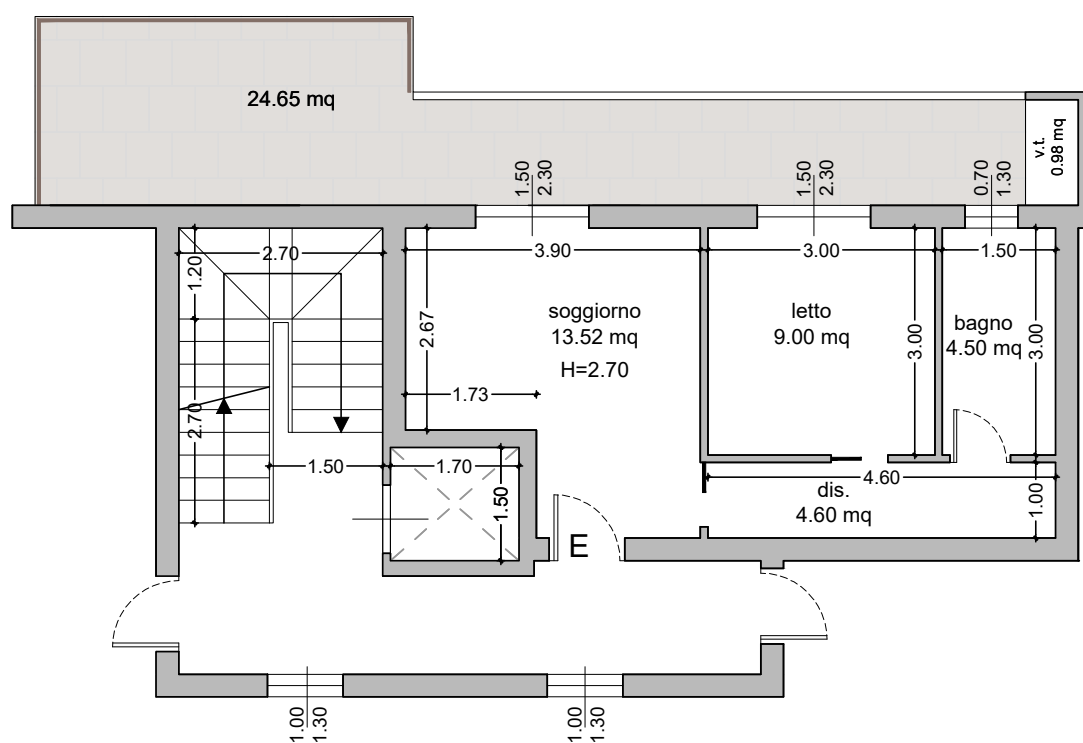 24.65 mq
v.t.
0.98 mq
1.50
2.30
1.50
2.30
0.70
1.30
2.70
1.20
3.90
3.00
1.50
soggiorno
13.52 mq
H=2.70
letto
9.00 mq
bagno
4.50 mq
2.67
3.00
3.00
1.73
2.70
1.50
1.70
1.50
4.60
dis.
4.60 mq
1.00
E
1.00
1.30
1.00
1.30